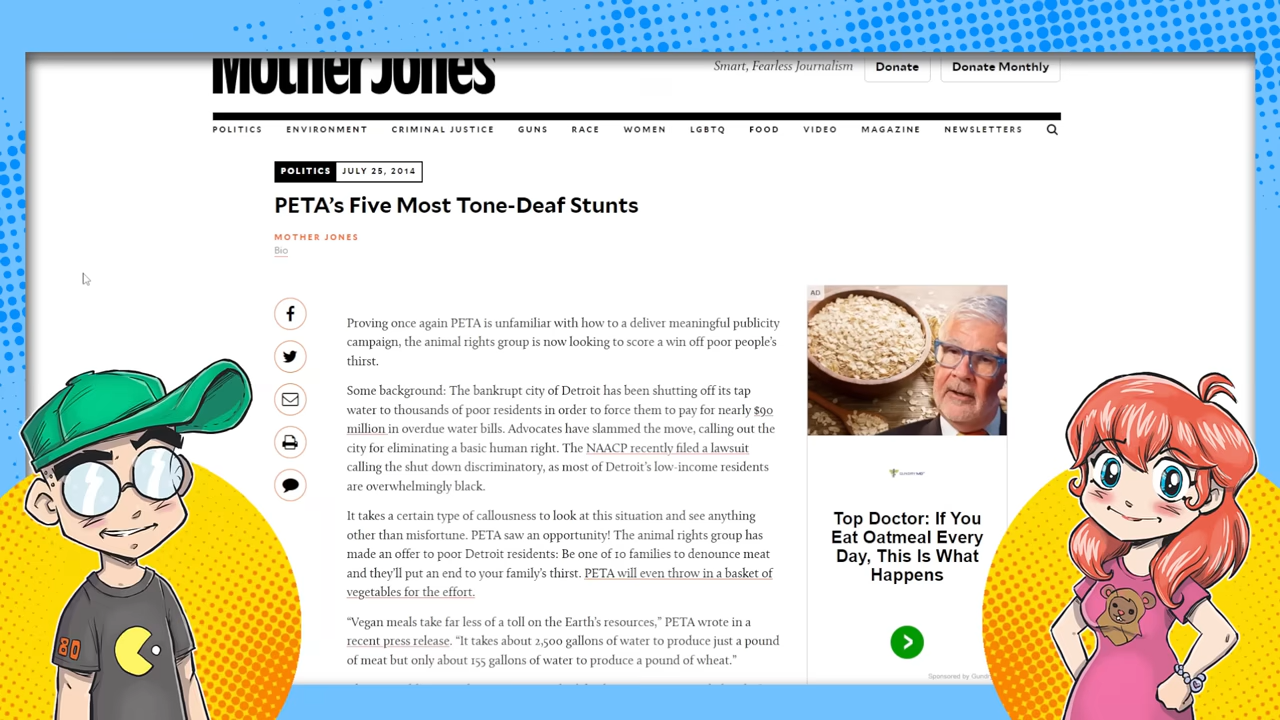 Mother Jones
Smart, Fearless Journalism
Donate
Donate Monthly
POLITICS ENVIRONMENT CRIMINAL JUSTICE GUNS RACE WOMEN LGBTQ FOOD VIDEO MAGAZINE NEWSLETTERS
POLITICS JULY 25, 2014
PETA’s Five Most Tone-Deaf Stunts
MOTHER JONES
Bio
Proving once again PETA is unfamiliar with how to a deliver meaningful publicity
campaign, the animal rights group is now looking to score a win off poor people’s
thirst.
Some background: The bankrupt city of Detroit has been shutting off its tap
water to thousands of poor residents in order to force them to pay for nearly $90
million in overdue water bills. Advocates have slammed the move, calling out the
city for eliminating a basic human right. The NAACP recently filed a lawsuit
calling the shut down discriminatory, as most of Detroit’s low-income residents
are overwhelmingly black.
It takes a certain type of callousness to look at this situation and see anything
other than misfortune. PETA saw an opportunity! The animal rights group has
made an offer to poor Detroit residents: Be one of 10 families to denounce meat
and they’ll put an end to your family’s thirst. PETA will even throw in a basket of
vegetables for the effort.
“Vegan meals take far less of a toll on the Earth’s resources,” PETA wrote in a
recent press release. “It takes about 2,500 gallons of water to produce just a pound
of meat but only about 155 gallons of water to produce a pound of wheat.”
AD
GUNDRY MD
Top Doctor: If You
Eat Oatmeal Every
Day, This Is What
Happens
Sponsored by Gundry
80